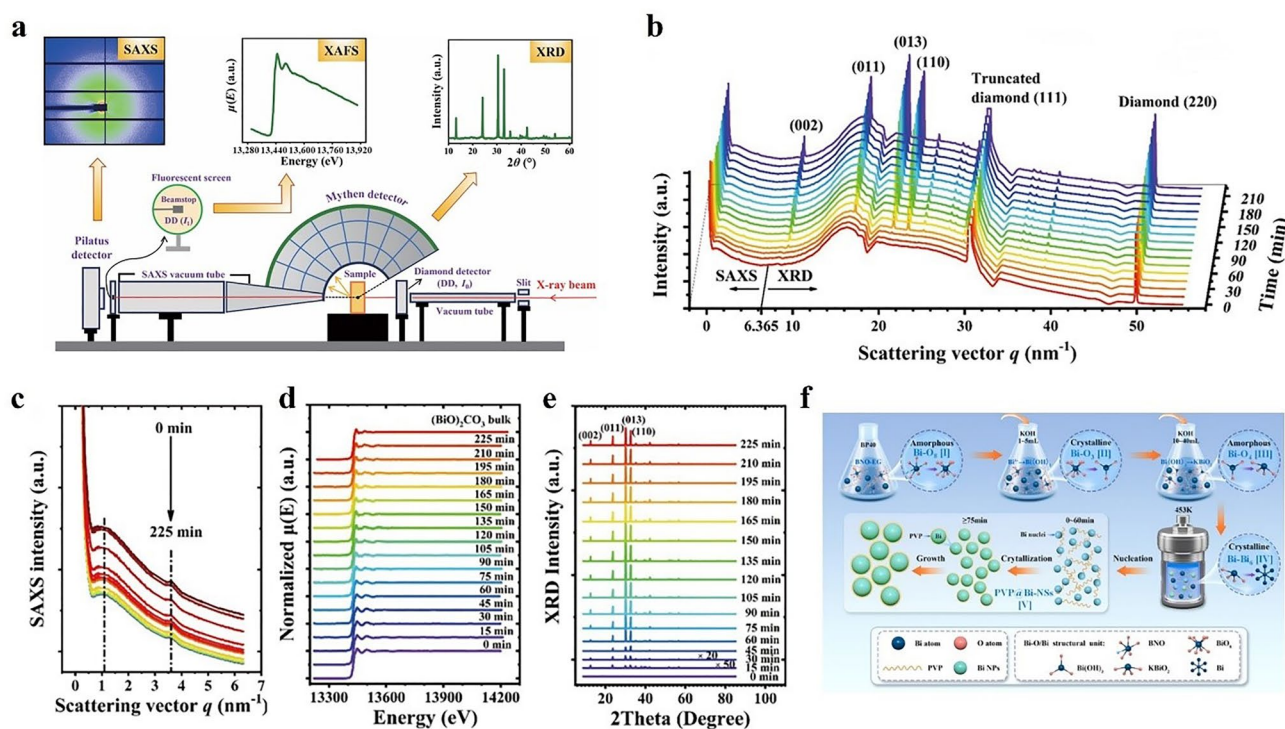 a
SAXS
XAFS
μ(E) (a.u.)
13,280 13,440 13,600 13,760 13,920
Energy (eV)
XRD
Intensity (a.u.)
10 20 30 40 50 60
2θ (°)
Fluorescent screen
Beamstop
DD (I₁)
Mythen detector
Pilatus
detector
SAXS vacuum tube
Sample
Diamond detector
(DD, I₀)
Slit
X-ray beam
Vacuum tube
b
Intensity (a.u.)
(002)
(011)
(013)
(110)
Truncated
diamond (111)
Diamond (220)
SAXS
XRD
0 6.365 10 20 30 40 50
Scattering vector q (nm⁻¹)
210
180
150
120
90
60
30
0
Time (min)
c
SAXS intensity (a.u.)
0 min
225 min
0 1 2 3 4 5 6 7
Scattering vector q (nm⁻¹)
d
Normalized μ(E) (a.u.)
(BiO)₂CO₃ bulk
225 min
210 min
195 min
180 min
165 min
150 min
135 min
120 min
105 min
90 min
75 min
60 min
45 min
30 min
15 min
0 min
13300 13600 13900 14200
Energy (eV)
e
XRD Intensity (a.u.)
(002) (011) (013)
(110)
225 min
210 min
195 min
180 min
165 min
150 min
135 min
120 min
105 min
90 min
75 min
60 min
45 min
× 20 30 min
× 50 15 min
0 min
20 40 60 80 100
2Theta (Degree)
f
BP40
BNO-EG
Amorphous
[I]
KOH
1~5mL
Crystalline
Bi-O₃ [II]
KOH
10~40mL
Amorphous
[III]
453K
Crystalline
[IV]
Nucleation
0~60min
Bi nuclei
PVP@Bi-NSs
[V]
Crystallization
≥75min
PVP
Bi
Growth
Bi atom
O atom
PVP
Bi NPs
Bi-O/Bi structural unit:
BNO
Bi(OH)₃
Bi